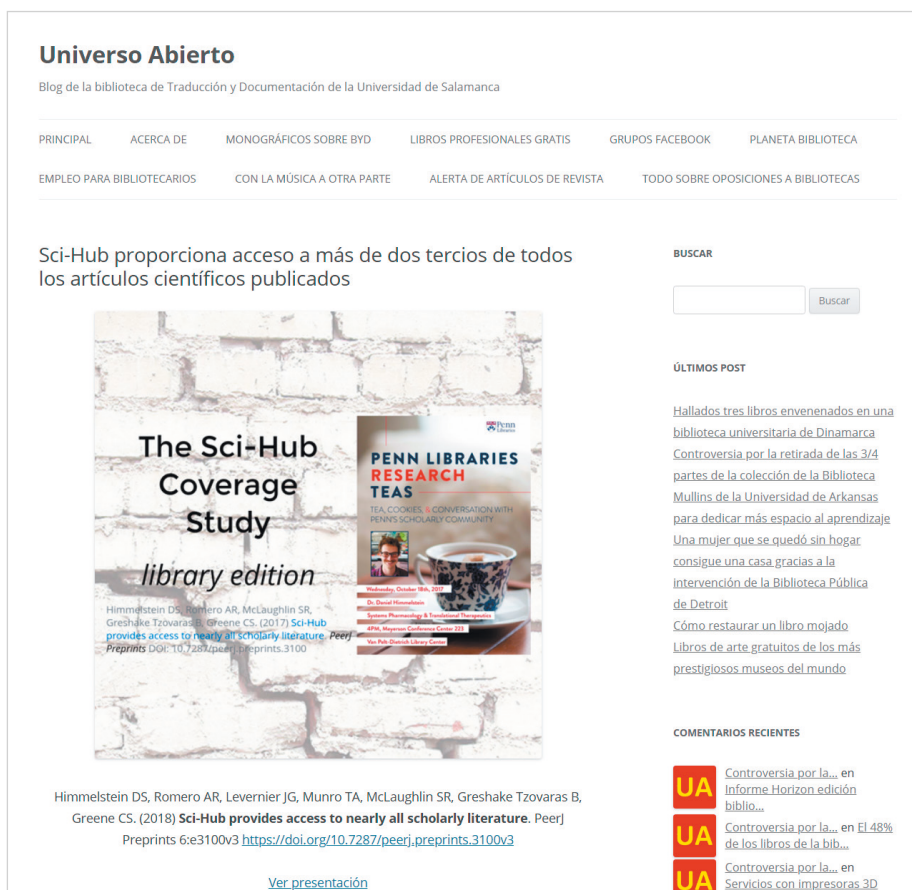 Universo Abierto
Blog de la biblioteca de Traducción y Documentación de la Universidad de Salamanca
PRINCIPAL ACERCA DE MONOGRÁFICOS SOBRE BYD LIBROS PROFESIONALES GRATIS GRUPOS FACEBOOK PLANETA BIBLIOTECA
EMPLEO PARA BIBLIOTECARIOS CON LA MÚSICA A OTRA PARTE ALERTA DE ARTÍCULOS DE REVISTA TODO SOBRE OPOSICIONES A BIBLIOTECAS
Sci-Hub proporciona acceso a más de dos tercios de todos
los artículos científicos publicados
The Sci-Hub
Coverage
Study
library edition
Himmelstein DS, Romero AR, McLaughlin SR,
Greshake Tzovaras B, Greene CS. (2017) Sci-Hub
provides access to nearly all scholarly literature. PeerJ
Preprints DOI: 10.7287/peerj.preprints.3100
Penn
Libraries
PENN LIBRARIES
RESEARCH
TEAS
TEA, COOKIES, & CONVERSATION WITH
PENN'S SCHOLARLY COMMUNITY
Wednesday, October 18th, 2017
Dr. Daniel Himmelstein
Systems Pharmacology & Translational Therapeutics
4PM, Meyerson Conference Center 223
Van Pelt-Dietrich Library Center
Himmelstein DS, Romero AR, Levernier JG, Munro TA, McLaughlin SR, Greshake Tzovaras B,
Greene CS. (2018) Sci-Hub provides access to nearly all scholarly literature. PeerJ
Preprints 6:e3100v3 https://doi.org/10.7287/peerj.preprints.3100v3
Ver presentación
BUSCAR
Buscar
ÚLTIMOS POST
Hallados tres libros envenenados en una
biblioteca universitaria de Dinamarca
Controversia por la retirada de las 3/4
partes de la colección de la Biblioteca
Mullins de la Universidad de Arkansas
para dedicar más espacio al aprendizaje
Una mujer que se quedó sin hogar
consigue una casa gracias a la
intervención de la Biblioteca Pública
de Detroit
Cómo restaurar un libro mojado
Libros de arte gratuitos de los más
prestigiosos museos del mundo
COMENTARIOS RECIENTES
UA
Controversia por la... en
Informe Horizon edición
biblio...
UA
Controversia por la... en El 48%
de los libros de la bib...
UA
Controversia por la... en
Servicios con impresoras 3D